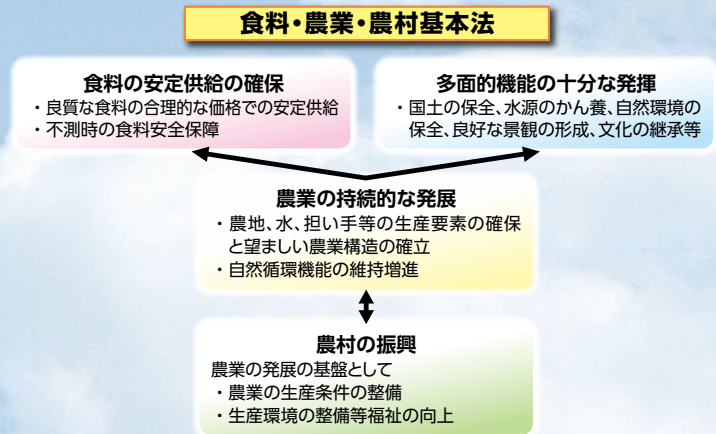 食料・農業・農村基本法
食料の安定供給の確保
・良質な食料の合理的な価格での安定供給
・不測時の食料安全保障
多面的機能の十分な発揮
・国土の保全、水源のかん養、自然環境の
保全、良好な景観の形成、文化の継承等
農業の持続的な発展
・農地、水、担い手等の生産要素の確保
と望ましい農業構造の確立
・自然循環機能の維持増進
農村の振興
農業の発展の基盤として
・農業の生産条件の整備
・生産環境の整備等福祉の向上